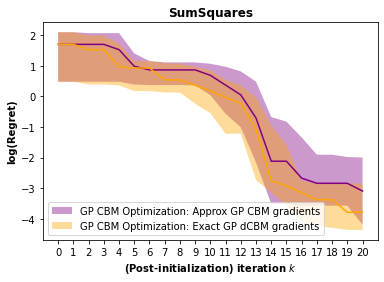 SumSquares
log(Regret)
2
1
0
−1
−2
−3
−4
GP CBM Optimization: Approx GP CBM gradients
GP CBM Optimization: Exact GP dCBM gradients
0 1 2 3 4 5 6 7 8 9 10 11 12 13 14 15 16 17 18 19 20
(Post-initialization) iteration k